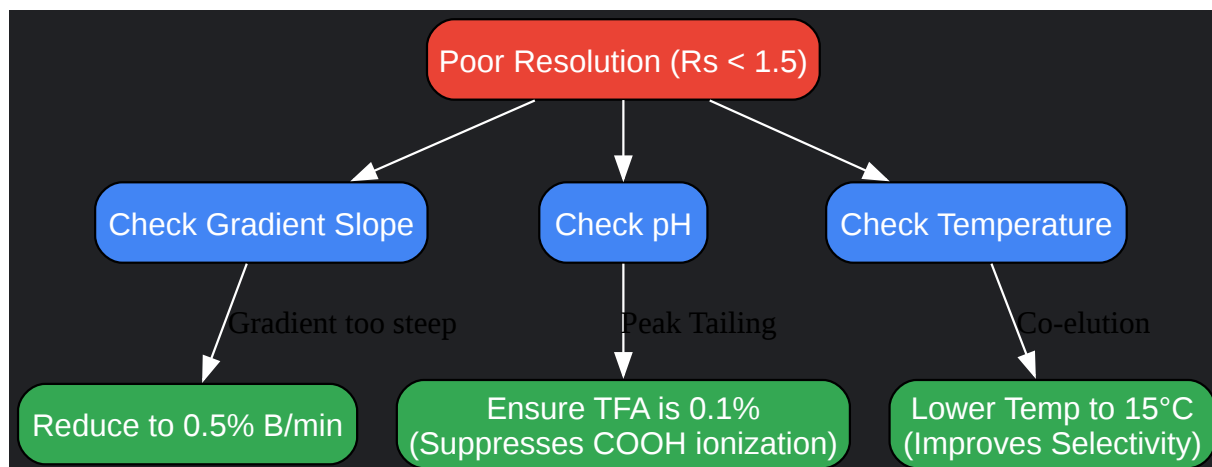 Poor Resolution (Rs < 1.5)
Check Gradient Slope
Check pH
Check Temperature
Gradient too steep
Peak Tailing
Co-elution
Reduce to 0.5% B/min
Ensure TFA is 0.1%
(Suppresses COOH ionization)
Lower Temp to 15°C
(Improves Selectivity)